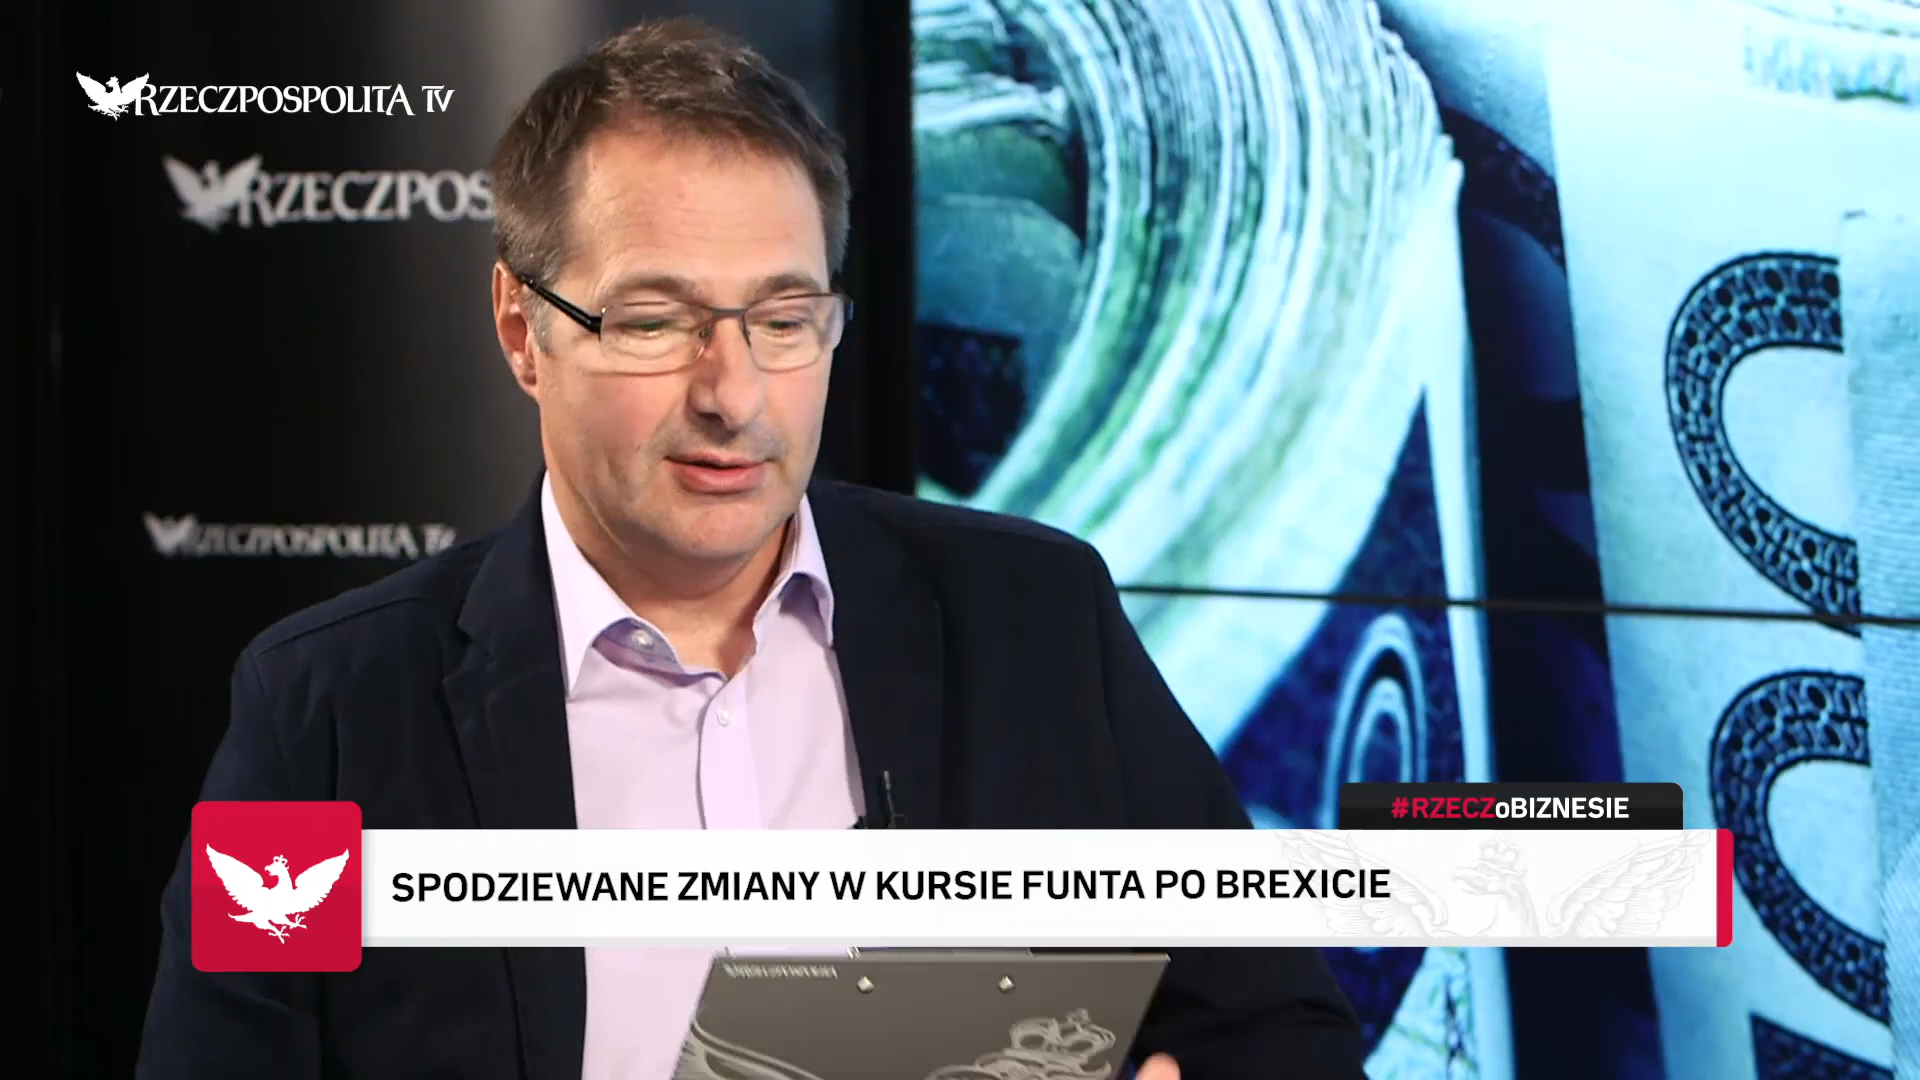 RZECZPOSPOLITA TV
RZECZPOS
RZECZPOSPOLITA TV
#RZECZoBIZNESIE
SPODZIEWANE ZMIANY W KURSIE FUNTA PO BREXICIE